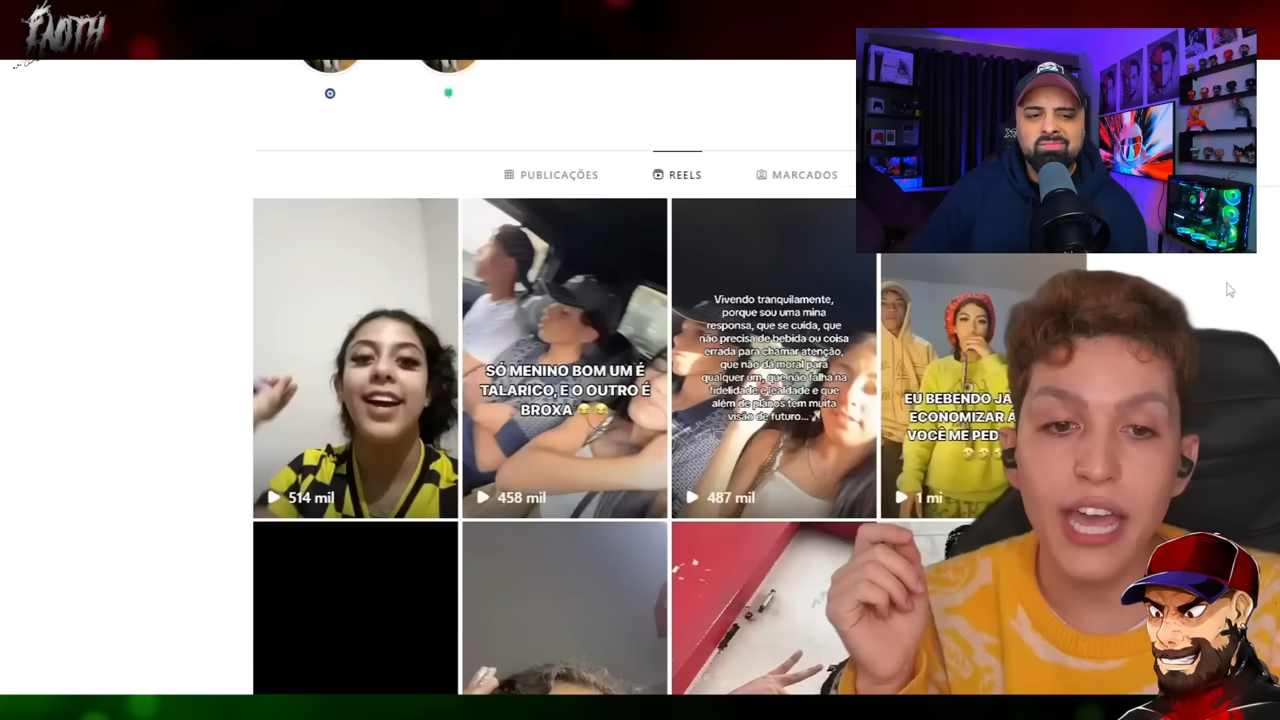 PUBLICAÇÕES
REELS
MARCADOS
Vivendo tranquilamente,
porque sou uma mina
responsa, que se cuida, que
não precisa de bebida ou coisa
errada para chamar atenção,
que não dá moral para
qualquer um, que não falha na
fidelidade e lealdade e que
além de planos tem muita
visão de futuro...
SÓ MENINO BOM UM É
TALARICO, E O OUTRO É
BROXA 😂😂
EU BEBENDO JA
ECONOMIZAR A
VOCÊ ME PED
514 mil
458 mil
487 mil
1 mi